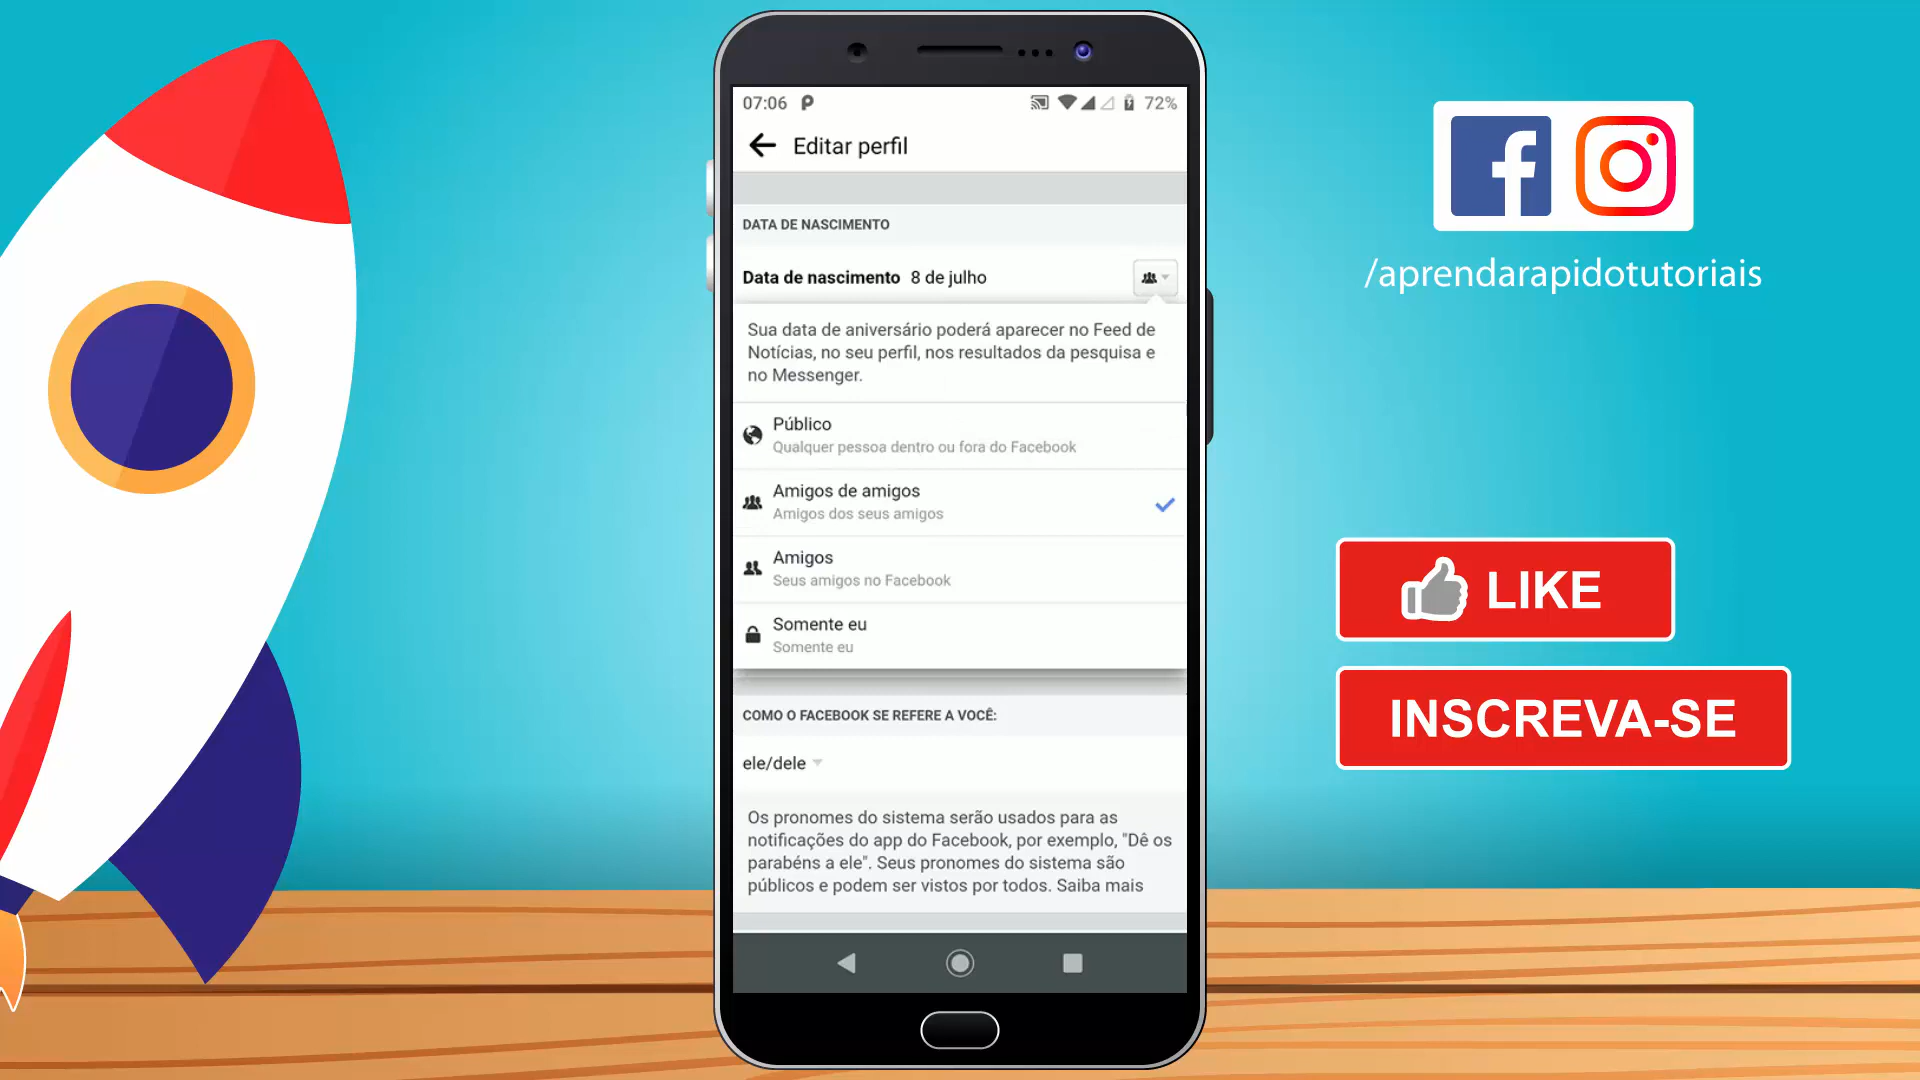 07:06
72%
Editar perfil
DATA DE NASCIMENTO
Data de nascimento 8 de julho
Sua data de aniversário poderá aparecer no Feed de
Notícias, no seu perfil, nos resultados da pesquisa e
no Messenger.
Público
Qualquer pessoa dentro ou fora do Facebook
Amigos de amigos
Amigos dos seus amigos
Amigos
Seus amigos no Facebook
Somente eu
Somente eu
COMO O FACEBOOK SE REFERE A VOCÊ:
ele/dele
Os pronomes do sistema serão usados para as
notificações do app do Facebook, por exemplo, "Dê os
parabéns a ele". Seus pronomes do sistema são
públicos e podem ser vistos por todos. Saiba mais
/aprendarapidotutoriais
LIKE
INSCREVA-SE